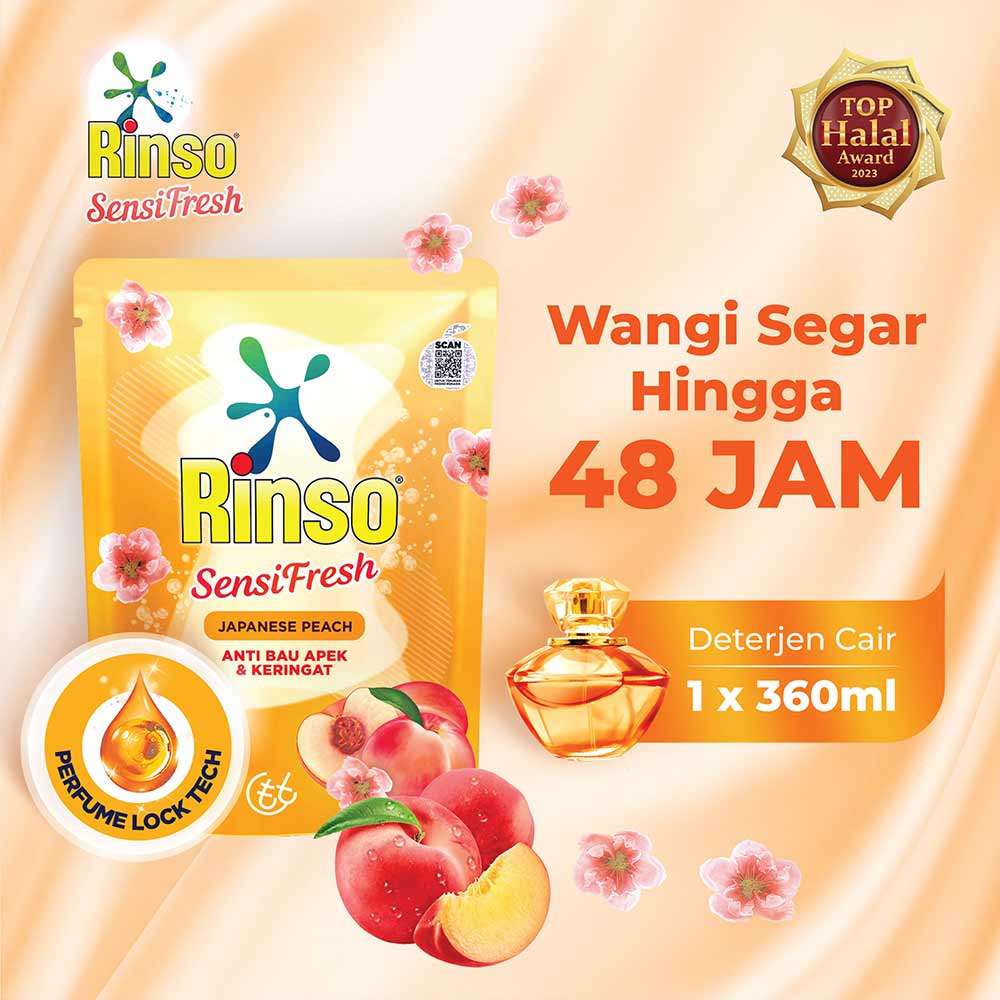 Rinso
SensiFresh
TOP
Halal
Award
2023
Wangi Segar
Hingga
48 JAM
Deterjen Cair
1 x 360ml
SCAN
Rinso
SensiFresh
JAPANESE PEACH
ANTI BAU APEK
& KERINGAT
PERFUME LOCK TECH